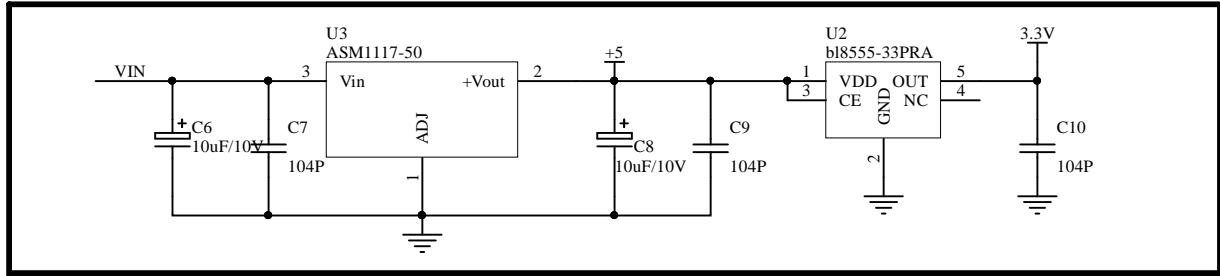 U3
ASM1117-50
VIN
3
Vin
+Vout
2
ADJ
1
C6
10uF/10V
C7
104P
+5
C8
10uF/10V
C9
104P
U2
bl8555-33PRA
1
VDD
OUT
5
3
CE
NC
4
GND
2
3.3V
C10
104P